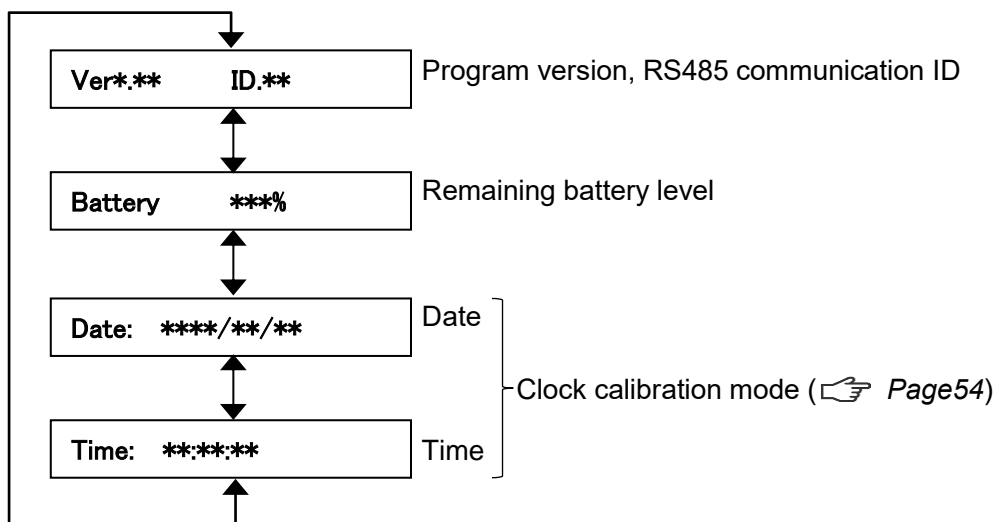 Ver*.** ID.** Program version, RS485 communication ID
Battery ***% Remaining battery level
Date: ****/**/** Date
Clock calibration mode ( Page54)
Time: **:**:** Time